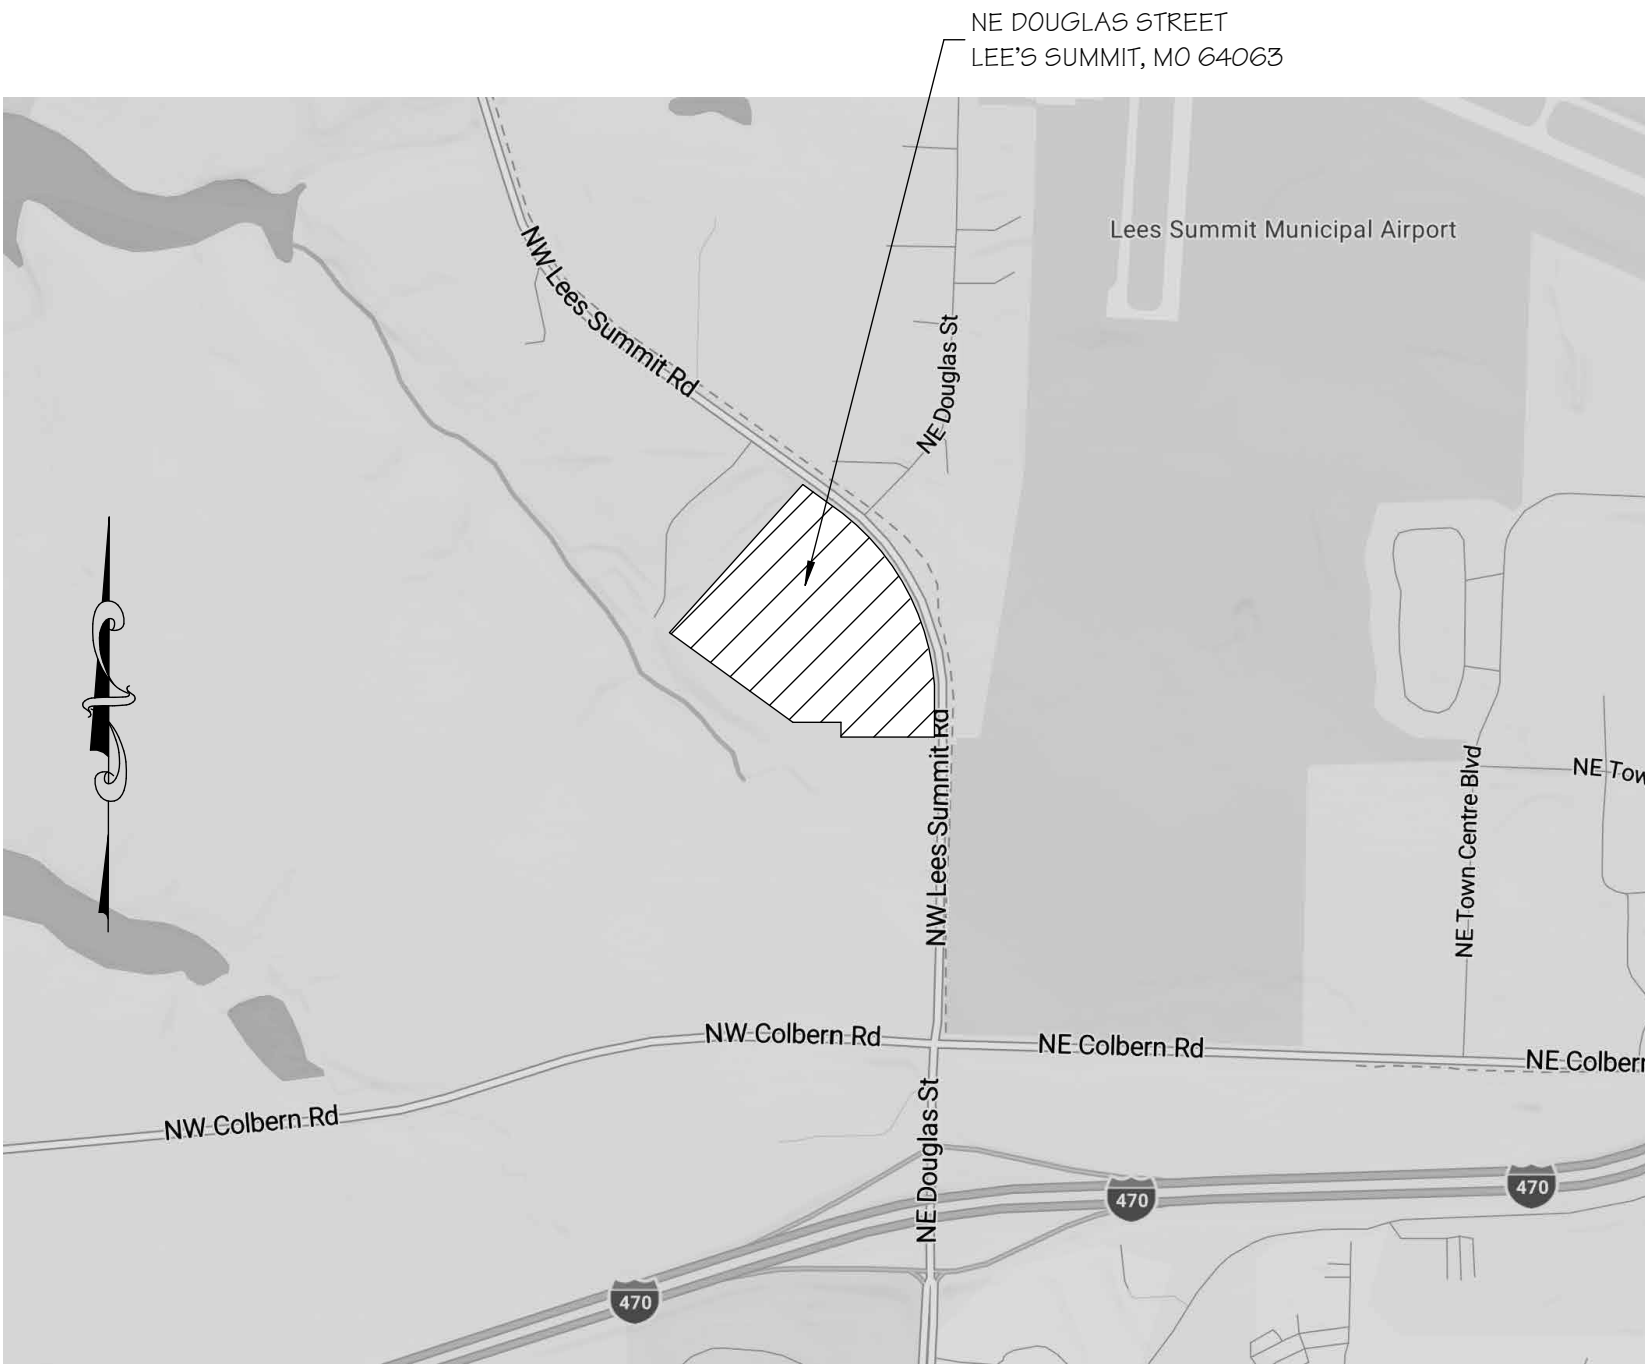 NE DOUGLAS STREET
LEE'S SUMMIT, MO 64063
Lees Summit Municipal Airport
NW Lees Summit Rd
NE Douglas St
NW Lees Summit Rd
NE Town Centre Blvd
NE Tow
NW Colbern Rd
NE Colbern Rd
NE Colbern
NW Colbern Rd
NE Douglas St
470
470
470